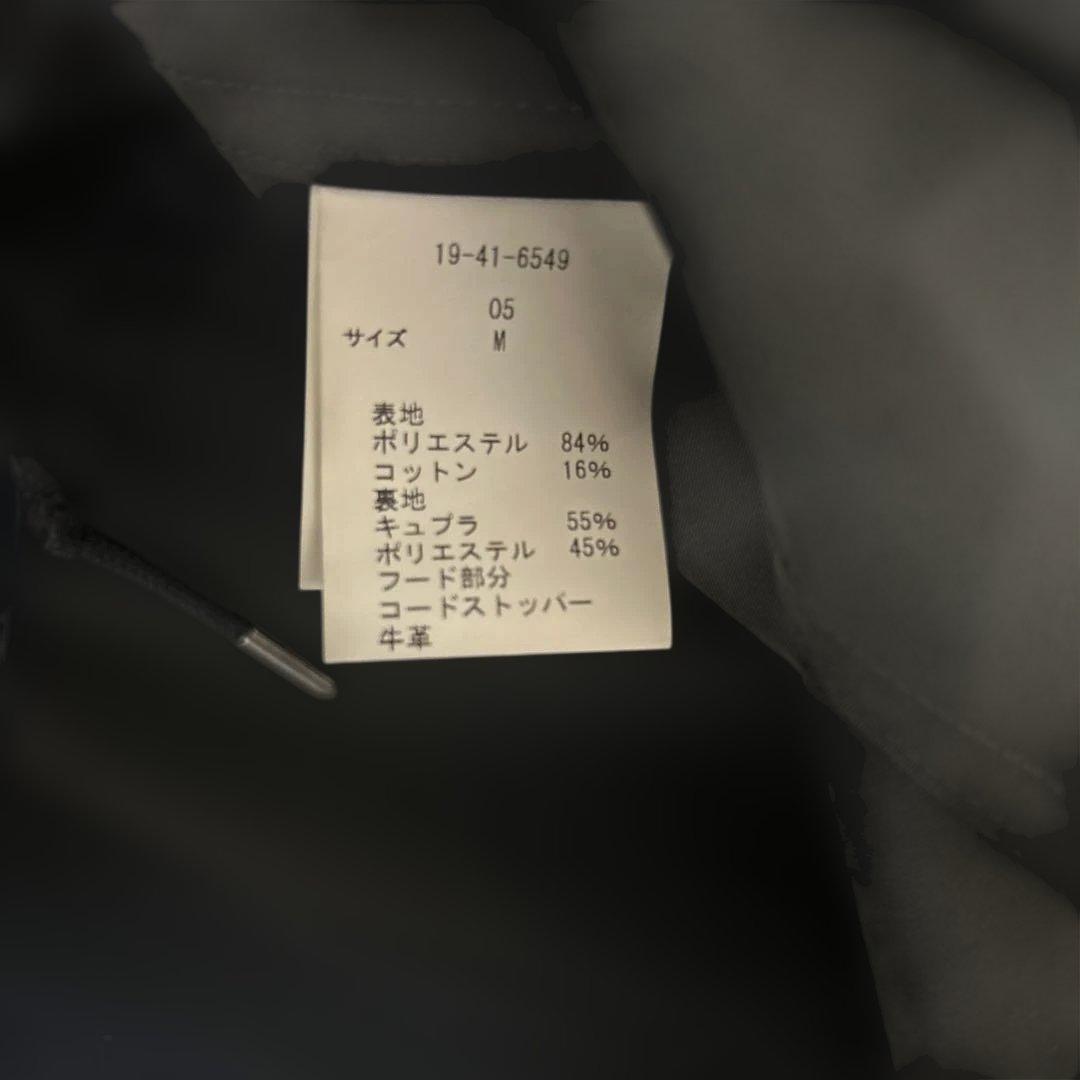 19-41-6549
05
サイズ M
表地
ポリエステル 84%
コットン 16%
裏地
キュプラ 55%
ポリエステル 45%
フード部分
コードストッパー
牛革